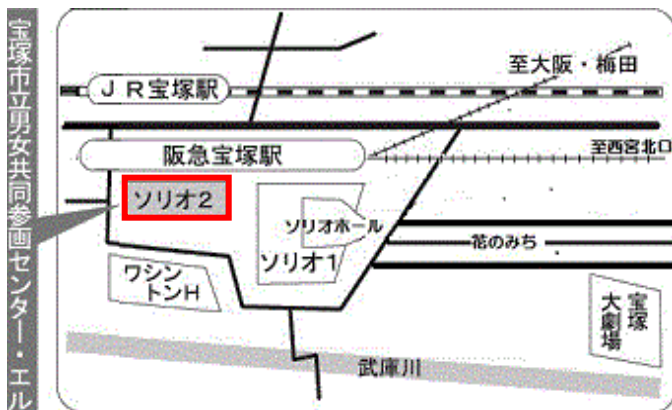 宝塚市立男女共同参画センター・エル
至大阪・梅田
JR宝塚駅
阪急宝塚駅
至西宮北口
ソリオ2
ソリオホール
ソリオ1
花のみち
ワシン
トンH
宝塚
大劇場
武庫川